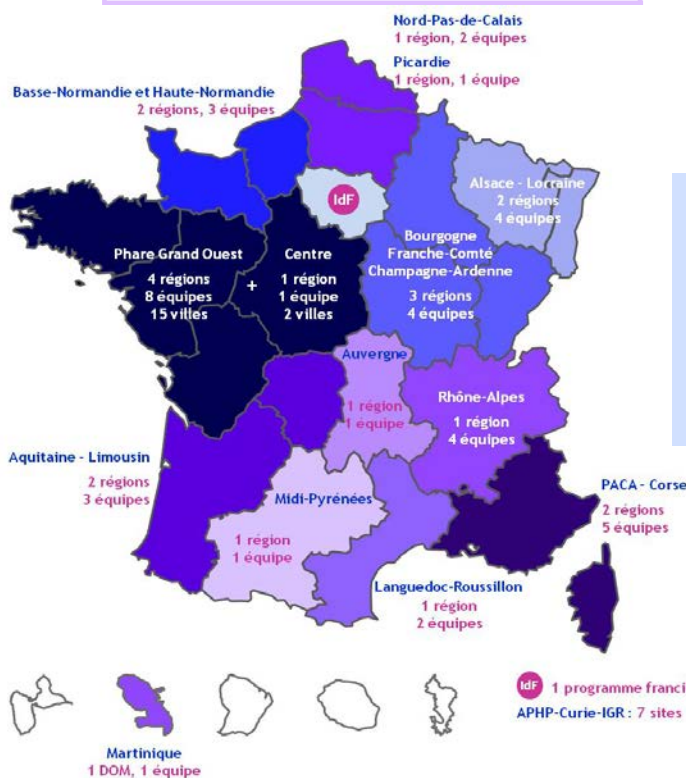 Nord-Pas-de-Calais
1 région, 2 équipes
Picardie
1 région, 1 équipe
Basse-Normandie et Haute-Normandie
2 régions, 3 équipes
IdF
Alsace - Lorraine
2 régions
4 équipes
Phare Grand Ouest
4 régions
8 équipes
15 villes
+
Centre
1 région
1 équipe
2 villes
Bourgogne
Franche-Comté
Champagne-Ardenne
3 régions
4 équipes
Auvergne
1 région
1 équipe
Rhône-Alpes
1 région
4 équipes
Aquitaine - Limousin
2 régions
3 équipes
Midi-Pyrénées
1 région
1 équipe
PACA - Corse
2 régions
5 équipes
Languedoc-Roussillon
1 région
2 équipes
Martinique
1 DOM, 1 équipe
IdF 1 programme franci
APHP-Curie-IGR : 7 sites